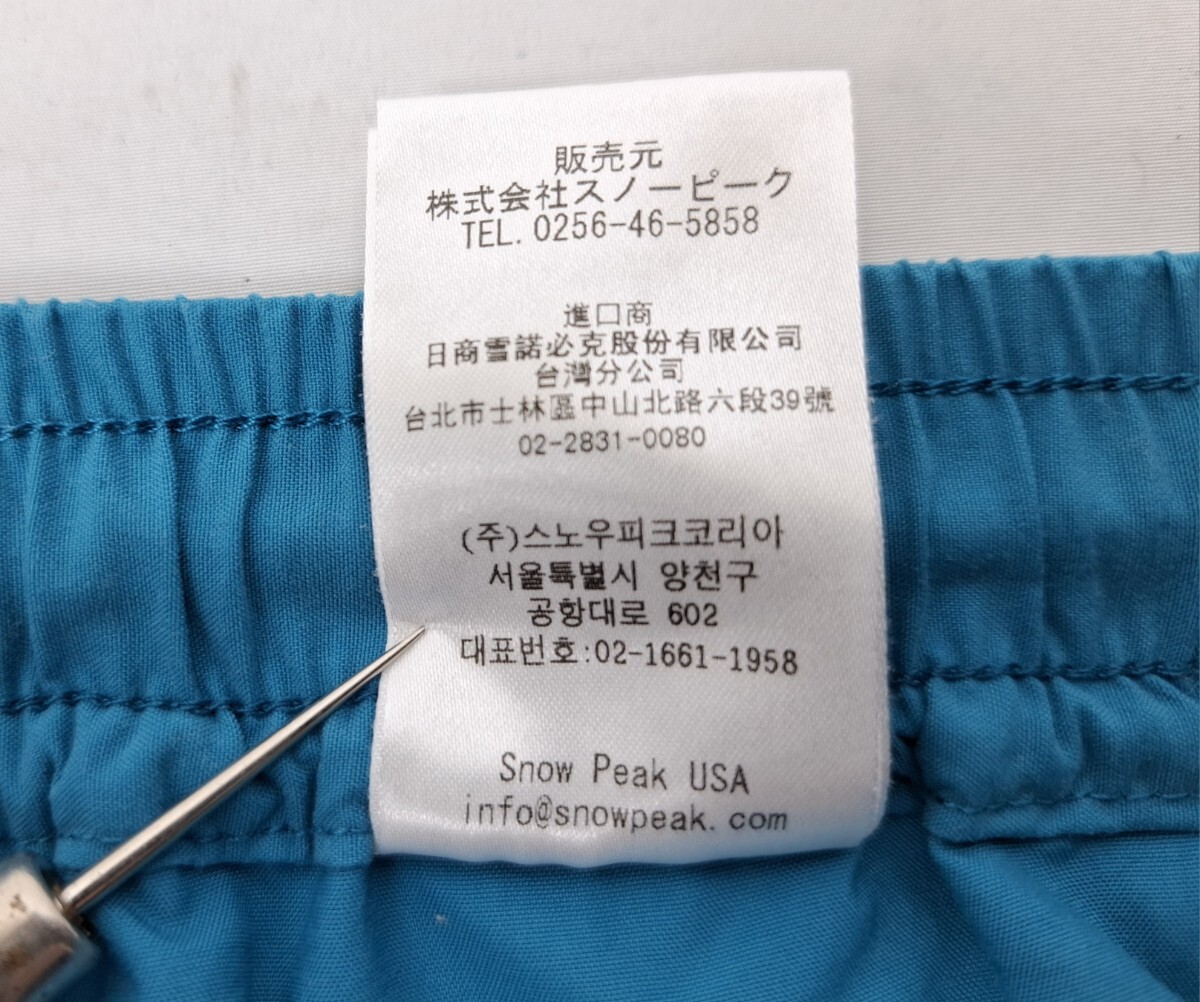 販売元
株式会社スノーピーク
TEL. 0256-46-5858
進口商
日商雪諾必克股份有限公司
台灣分公司
台北市士林區中山北路六段39號
02-2831-0080
(주)스노우피크코리아
서울특별시 양천구
공항대로 602
대표번호:02-1661-1958
Snow Peak USA
info@snowpeak.com